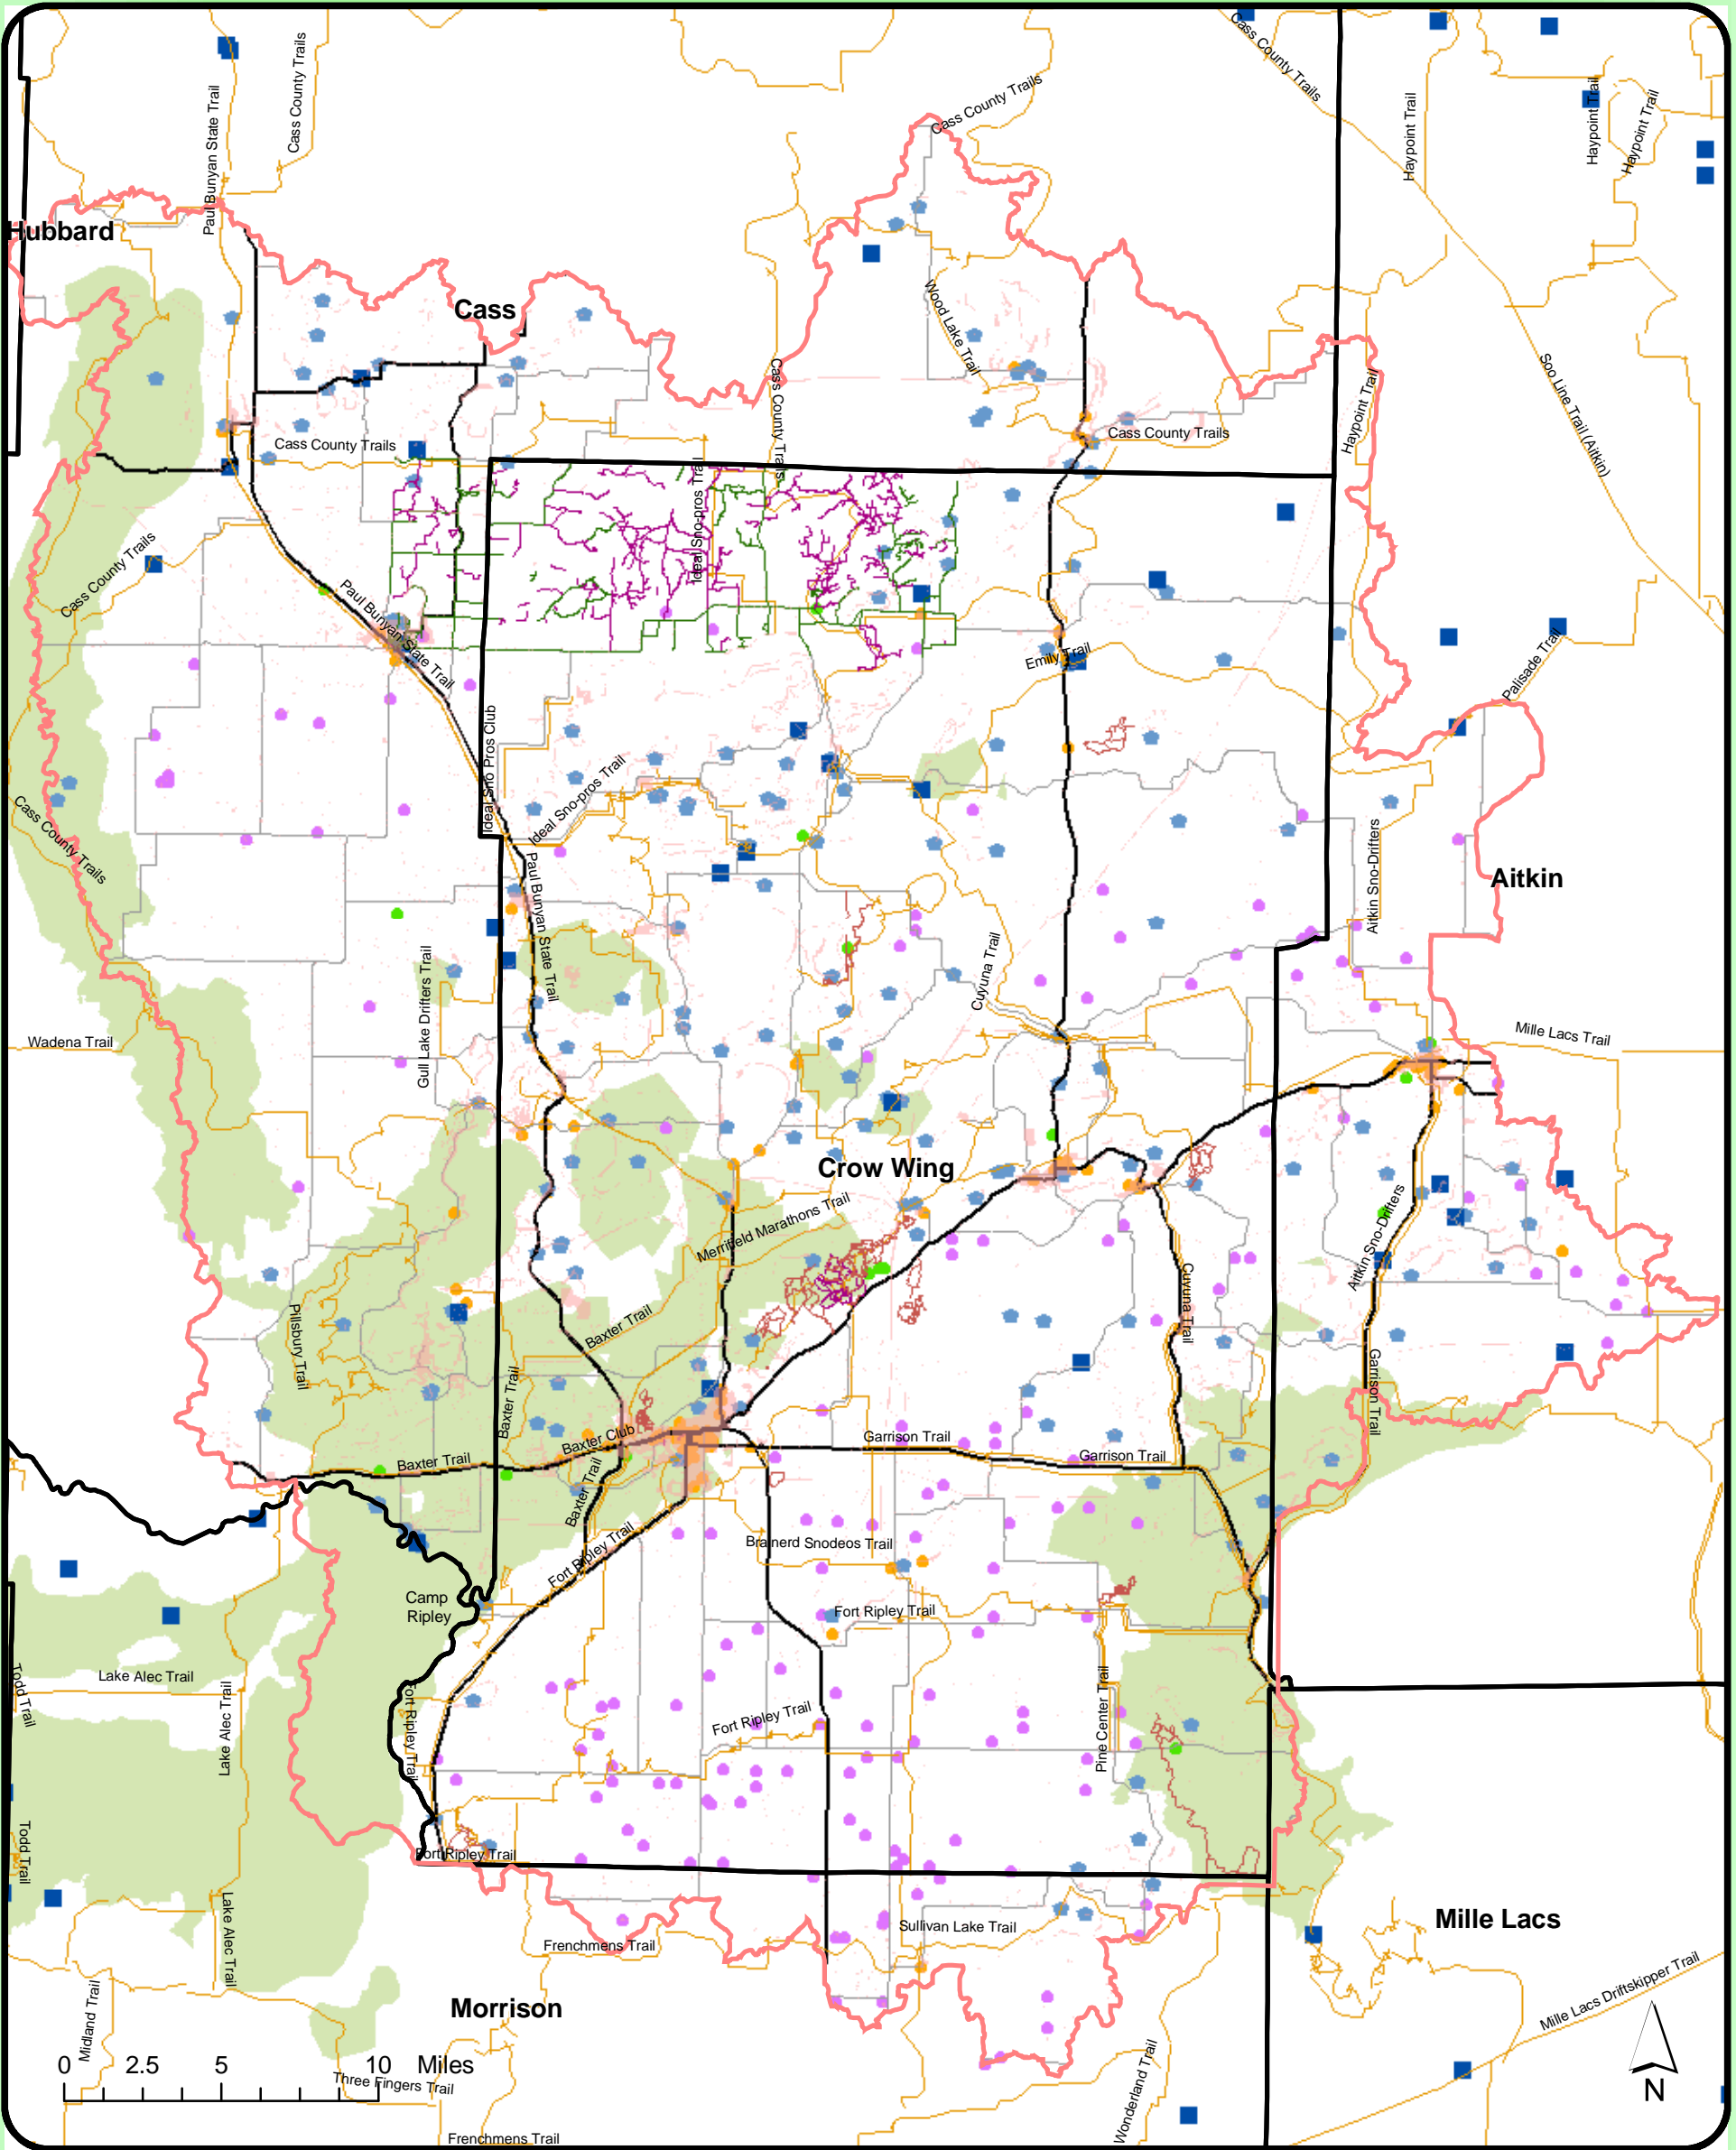 Cass County Trails
Paul Bunyan State Trail
Cass County Trails
Cass County Trails
Haypoint Trail
Haypoint Trail
Haypoint Trail
Hubbard
Cass
Wood Lake Trail
Cass County Trails
Haypoint Trail
Soo Line Trail (Aitkin)
Cass County Trails
Cass County Trails
Ideal Sno-pros Trail
Cass County Trails
Paul Bunyan State Trail
Emily Trail
Palisade Trail
Ideal Sno Pros Club
Ideal Sno-pros Trail
Cass County Trails
Paul Bunyan State Trail
Aitkin Sno-Drifters
Aitkin
Gull Lake Drifters Trail
Cuyuna Trail
Wadena Trail
Mille Lacs Trail
Crow Wing
Merrifield Marathons Trail
Aitkin Sno-Drifters
Pillsbury Trail
Baxter Trail
Cuyuna Trail
Baxter Trail
Garrison Trail
Baxter Club
Garrison Trail
Garrison Trail
Baxter Trail
Baxter Trail
Fort Ripley Trail
Brainerd Snodeos Trail
Camp
Ripley
Fort Ripley Trail
Lake Alec Trail
Todd Trail
Lake Alec Trail
Fort Ripley Trail
Fort Ripley Trail
Pine Center Trail
Todd Trail
Fort Ripley Trail
Lake Alec Trail
Sullivan Lake Trail
Frenchmens Trail
Mille Lacs
Mille Lacs Driftskipper Trail
Morrison
Midland Trail
0 2.5 5 10 Miles
Three Fingers Trail
Wonderland Trail
N
Frenchmens Trail